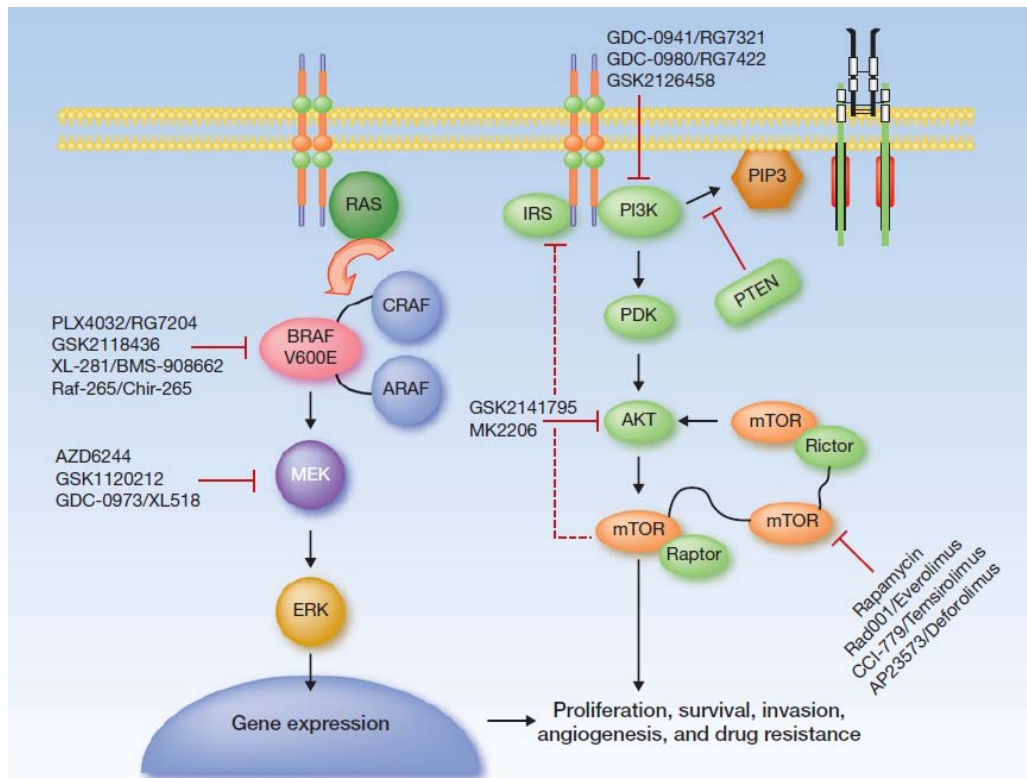 GDC-0941/RG7321
GDC-0980/RG7422
GSK2126458
PIP3
RAS
IRS
PI3K
PTEN
CRAF
PDK
PLX4032/RG7204
GSK2118436
XL-281/BMS-908662
Raf-265/Chir-265
BRAF
V600E
ARAF
GSK2141795
MK2206
AKT
mTOR
Rictor
AZD6244
GSK1120212
GDC-0973/XL518
MEK
mTOR
Raptor
mTOR
Rapamycin
Rad001/Everolimus
CCI-779/Temsirolimus
AP23573/Deforolimus
ERK
Gene expression
Proliferation, survival, invasion,
angiogenesis, and drug resistance